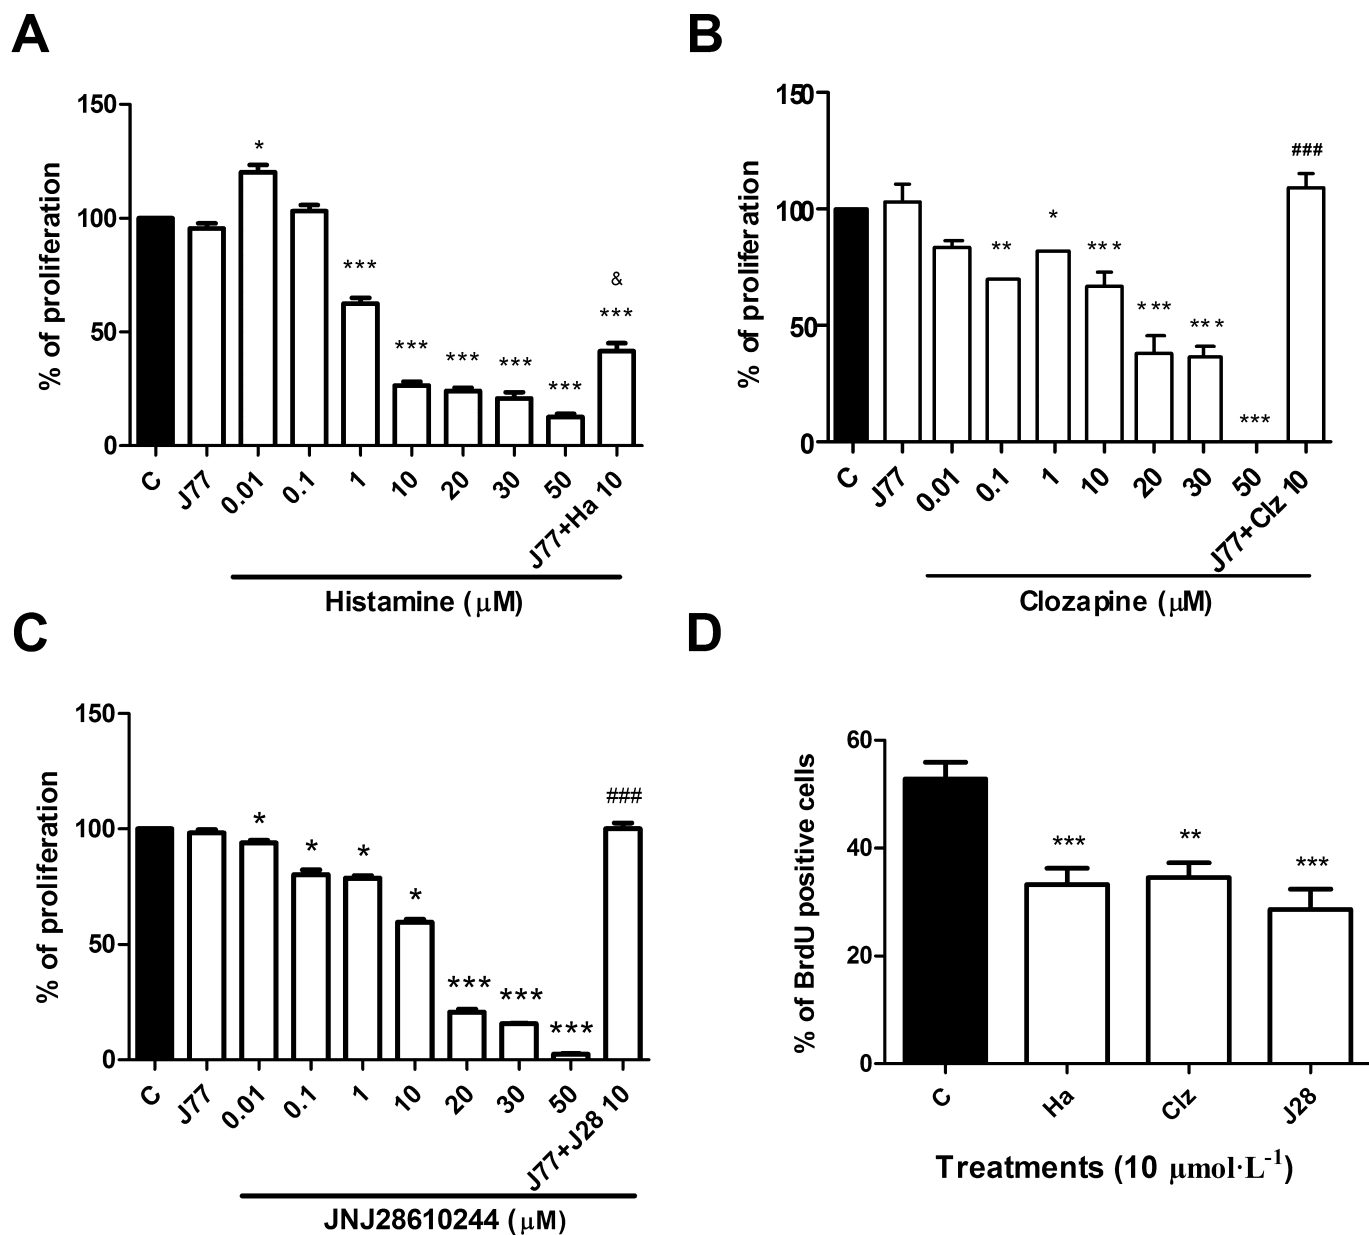 A
% of proliferation
150
100
50
0
*
***
***
***
***
***
&
***
C J77 0.01 0.1 1 10 20 30 50 J77+Ha 10
Histamine (μM)
B
% of proliferation
150
100
50
0
**
*
***
***
***
***
###
C J77 0.01 0.1 1 10 20 30 50 J77+Clz 10
Clozapine (μM)
C
% of proliferation
150
100
50
0
*
*
*
*
***
***
***
###
C J77 0.01 0.1 1 10 20 30 50 J77+J28 10
JNJ28610244 (μM)
D
% of BrdU positive cells
60
40
20
0
***
**
***
C Ha Clz J28
Treatments (10 μmol·L⁻¹)